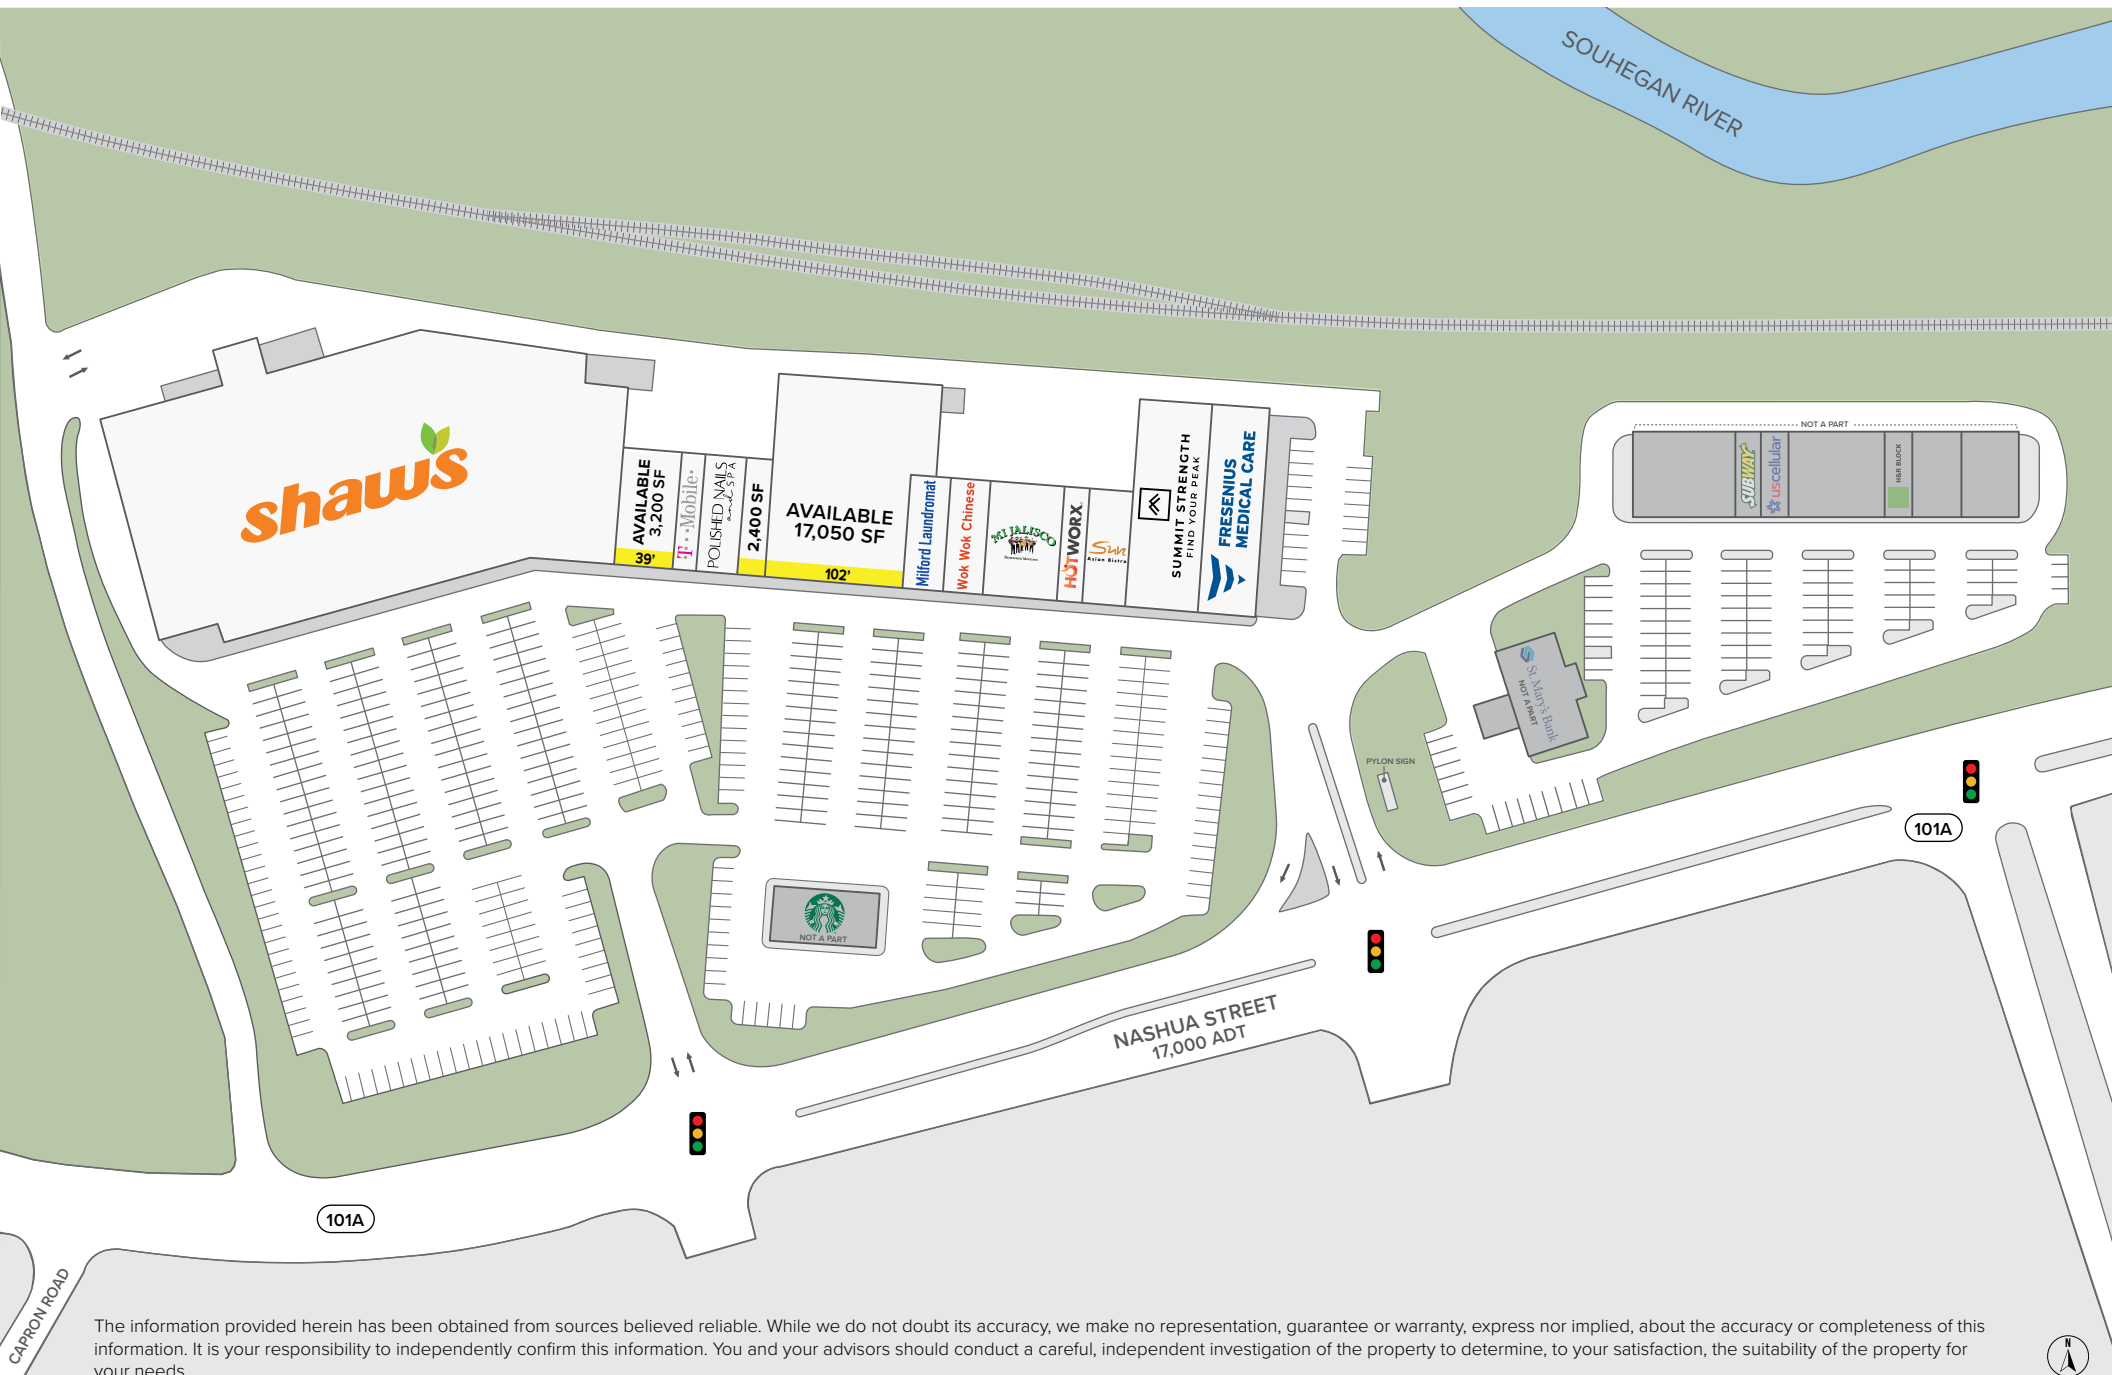 SOUHEGAN RIVER
shaw's
AVAILABLE
3,200 SF
39'
T··Mobile·
POLISHED NAILS
and SPA
2,400 SF
AVAILABLE
17,050 SF
102'
Milford Laundromat
Wok Wok Chinese
MI JALISCO
HOTWORX
Sun
Asian Bistro
SUMMIT STRENGTH
FIND YOUR PEAK
FRESENIUS
MEDICAL CARE
NOT A PART
SUBWAY
uscellular
H&R BLOCK
St. Mary's Bank
NOT A PART
PYLON SIGN
101A
NOT A PART
NASHUA STREET
17,000 ADT
101A
CAPRON ROAD
The information provided herein has been obtained from sources believed reliable. While we do not doubt its accuracy, we make no representation, guarantee or warranty, express nor implied, about the accuracy or completeness of this
information. It is your responsibility to independently confirm this information. You and your advisors should conduct a careful, independent investigation of the property to determine, to your satisfaction, the suitability of the property for
your needs
N